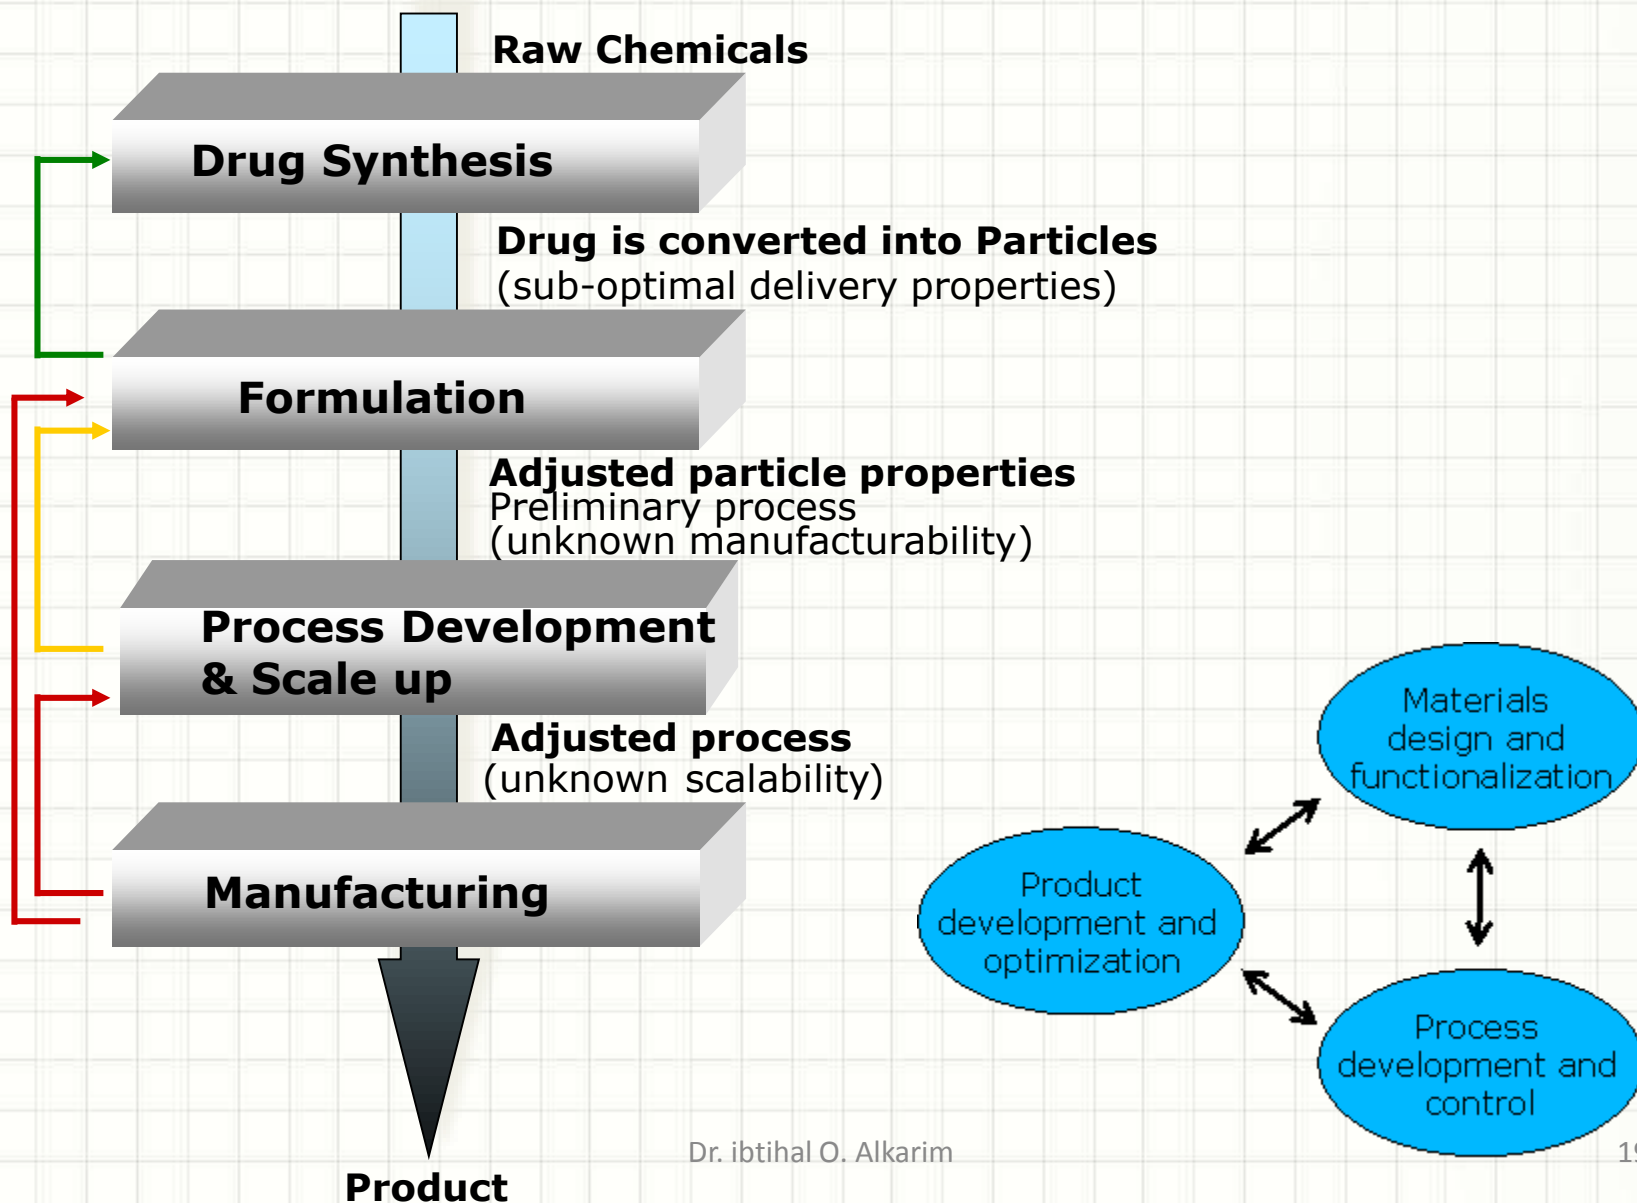 Raw Chemicals
Drug Synthesis
Drug is converted into Particles
(sub-optimal delivery properties)
Formulation
Adjusted particle properties
Preliminary process
(unknown manufacturability)
Process Development
& Scale up
Adjusted process
(unknown scalability)
Manufacturing
Product
Materials
design and
functionalization
Product
development and
optimization
Process
development and
control
Dr. ibtihal O. Alkarim
19